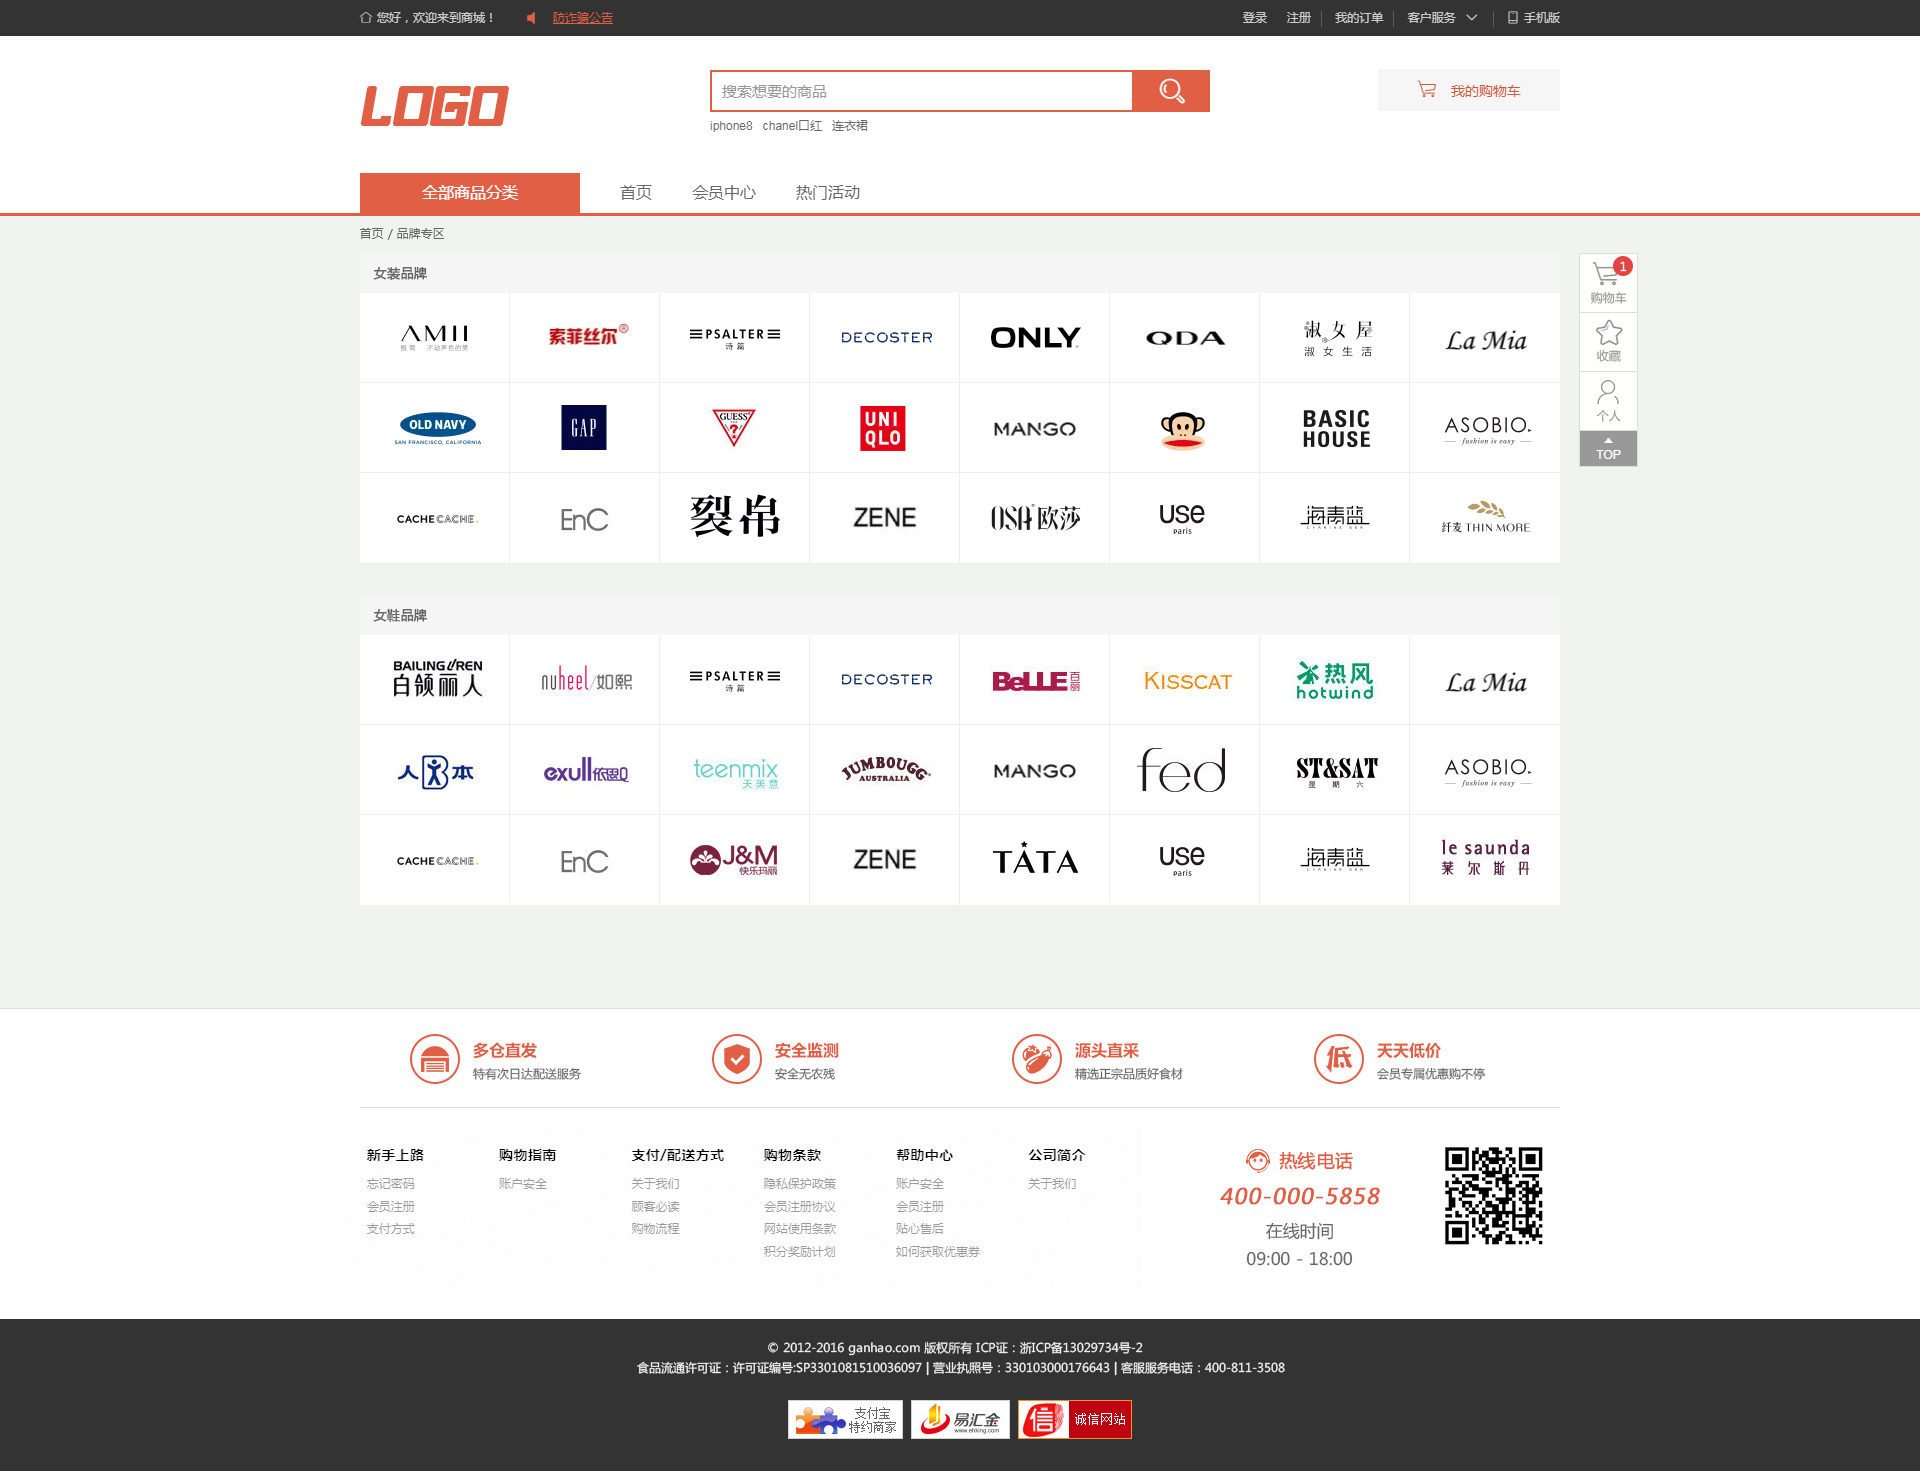 您好，欢迎来到商城！ 防诈骗公告 登录 注册 我的订单 客户服务 手机版
LOGO
搜索想要的商品
我的购物车
iphone8 chanel口红 连衣裙
全部商品分类 首页 会员中心 热门活动
首页 / 品牌专区
女装品牌
AMII 极简 不动声色的美
索菲丝尔®
PSALTER 诗篇
DECOSTER
ONLY
QDA
淑女屋 淑女生活
La Mia
OLD NAVY SAN FRANCISCO, CALIFORNIA
GAP
GUESS ?
UNIQLO
MANGO
BASIC HOUSE
ASOBIO. fashion is easy
CACHE CACHE.
EnC
裂帛
ZENE
OSA®欧莎
USE Paris
海青蓝
纤麦 THIN MORE
1
购物车
收藏
个人
TOP
女鞋品牌
BAILING LIREN 白领丽人
nuheel/如熙
PSALTER 诗篇
DECOSTER
BeLLE 百丽
KISSCAT
热风 hotwind
La Mia
人本
exull依思Q
teenmix 天美意
JUMBOUGG AUSTRALIA
MANGO
fed
ST&SAT 星期六
ASOBIO. fashion is easy
CACHE CACHE.
EnC
J&M 快乐玛丽
ZENE
TATA
USE Paris
海青蓝
le saunda 莱尔斯丹
多仓直发
特有次日达配送服务
安全监测
安全无农残
源头直采
精选正宗品质好食材
低
天天低价
会员专属优惠购不停
新手上路
忘记密码
会员注册
支付方式
购物指南
账户安全
支付/配送方式
关于我们
顾客必读
购物流程
购物条款
隐私保护政策
会员注册协议
网站使用条款
积分奖励计划
帮助中心
账户安全
会员注册
贴心售后
如何获取优惠券
公司简介
关于我们
热线电话
400-000-5858
在线时间
09:00 - 18:00
© 2012-2016 ganhao.com 版权所有 ICP证：浙ICP备13029734号-2
食品流通许可证：许可证编号:SP3301081510036097 | 营业执照号：330103000176643 | 客服服务电话：400-811-3508
支付宝
特约商家
易汇金
www.ehking.com
信 诚信网站